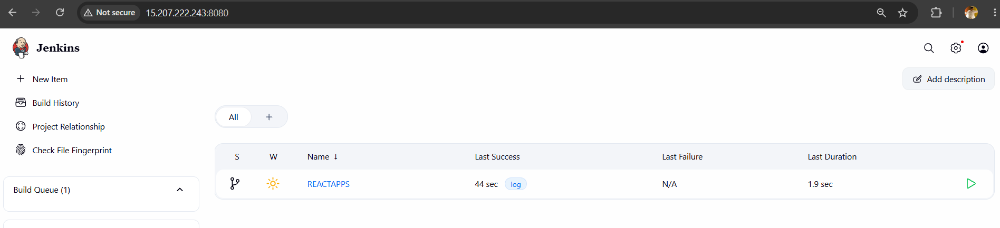 Not secure 15.207.222.243:8080
Jenkins
New Item
Add description
Build History
All
Project Relationship
Check File Fingerprint
S W Name ↓ Last Success Last Failure Last Duration
REACTAPPS 44 sec log N/A 1.9 sec
Build Queue (1)